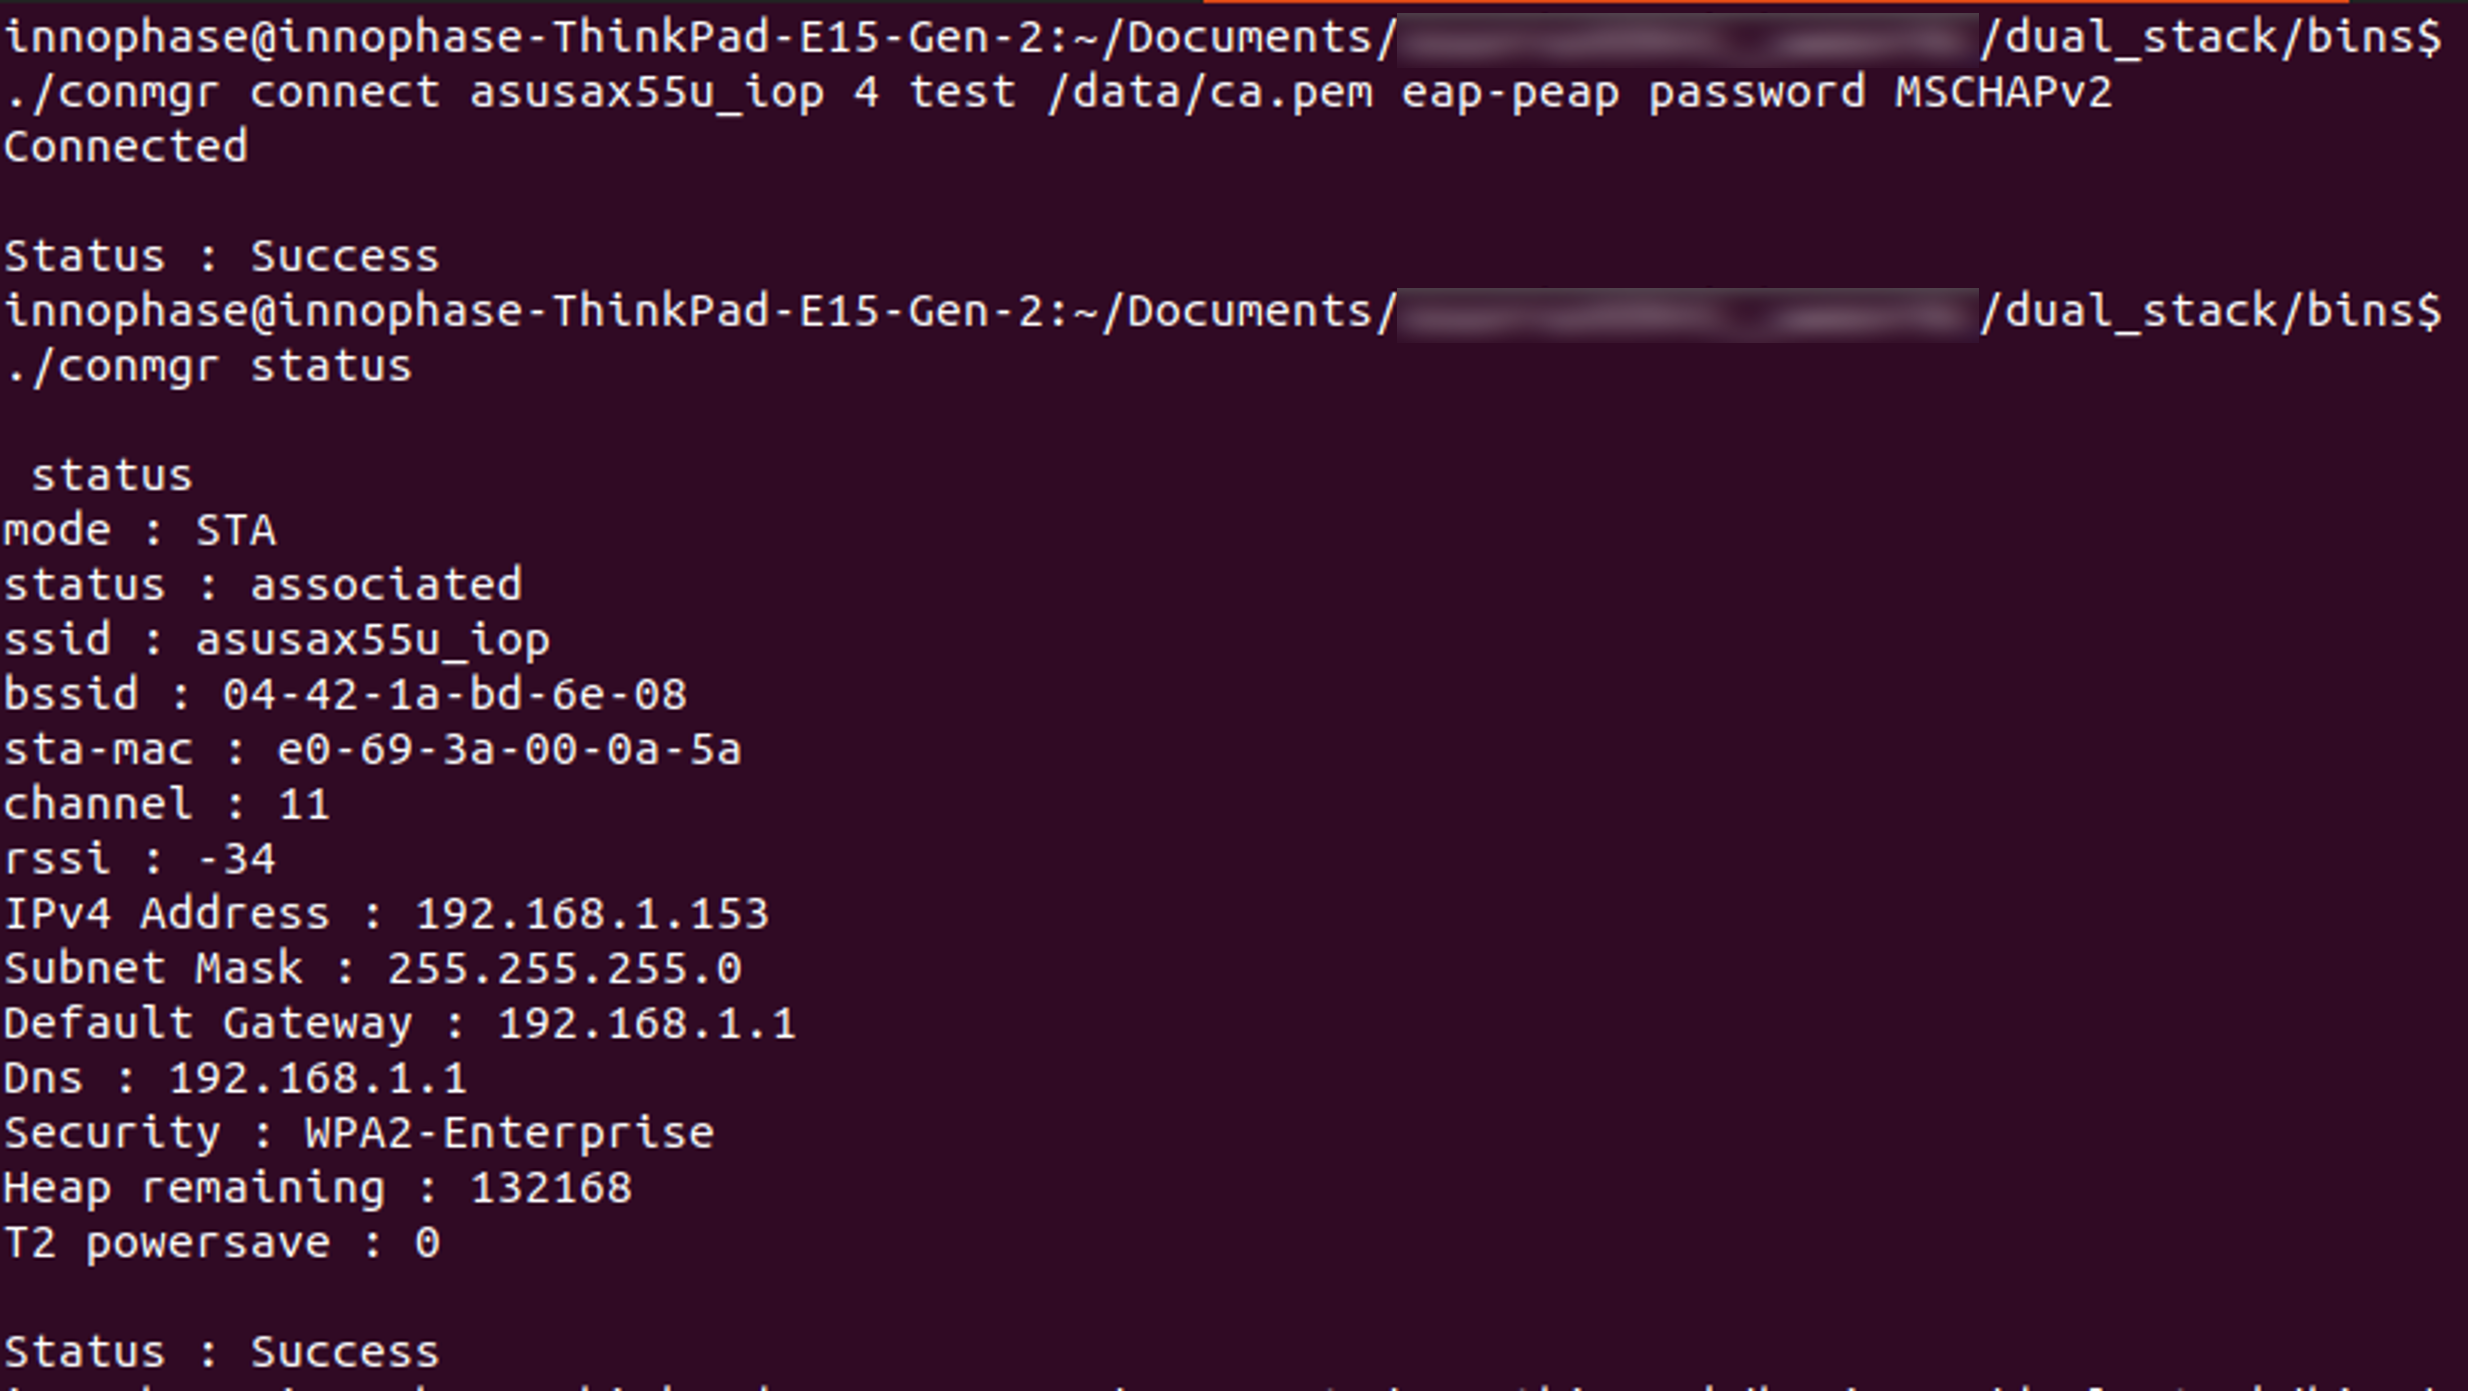 innophase@innophase-ThinkPad-E15-Gen-2:~/Documents/ /dual_stack/bins$
./conmgr connect asusax55u_iop 4 test /data/ca.pem eap-peap password MSCHAPv2
Connected
Status : Success
innophase@innophase-ThinkPad-E15-Gen-2:~/Documents/ /dual_stack/bins$
./conmgr status
status
mode : STA
status : associated
ssid : asusax55u_iop
bssid : 04-42-1a-bd-6e-08
sta-mac : e0-69-3a-00-0a-5a
channel : 11
rssi : -34
IPv4 Address : 192.168.1.153
Subnet Mask : 255.255.255.0
Default Gateway : 192.168.1.1
Dns : 192.168.1.1
Security : WPA2-Enterprise
Heap remaining : 132168
T2 powersave : 0
Status : Success